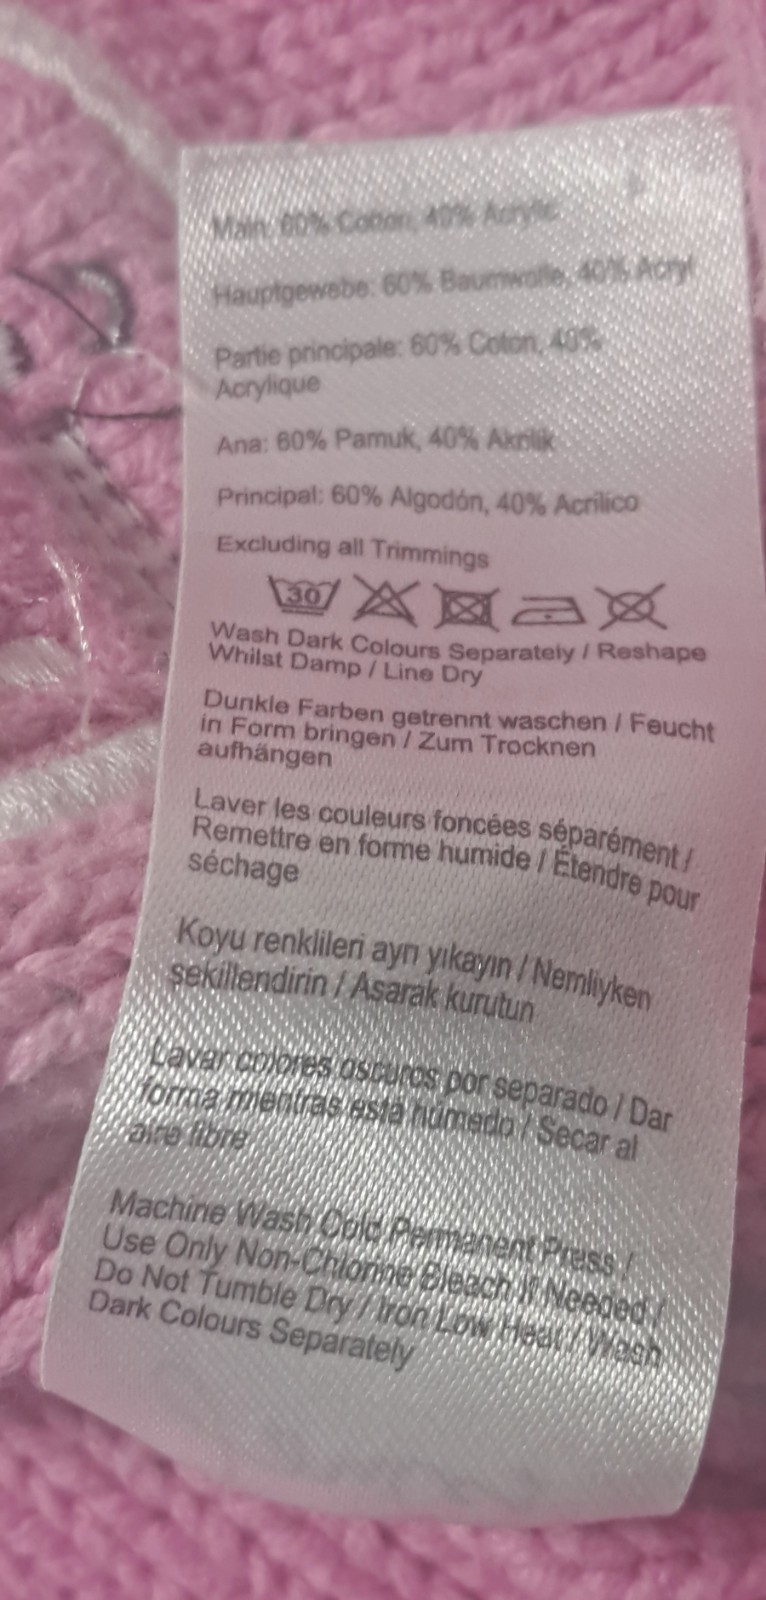 Main: 60% Cotton, 40% Acrylic
Hauptgewebe: 60% Baumwolle, 40% Acryl
Partie principale: 60% Coton, 40%
Acrylique
Ana: 60% Pamuk, 40% Akrilik
Principal: 60% Algodón, 40% Acrílico
Excluding all Trimmings
30
Wash Dark Colours Separately / Reshape
Whilst Damp / Line Dry
Dunkle Farben getrennt waschen / Feucht
in Form bringen / Zum Trocknen
aufhängen
Laver les couleurs foncées séparément /
Remettre en forme humide / Étendre pour
séchage
Koyu renklileri ayrı yıkayın / Nemliyken
sekillendirin / Asarak kurutun
Lavar colores oscuros por separado / Dar
forma mientras está húmedo / Secar al
aire libre
Machine Wash Cold Permanent Press /
Use Only Non-Chlorine Bleach If Needed /
Do Not Tumble Dry / Iron Low Heat / Wash
Dark Colours Separately